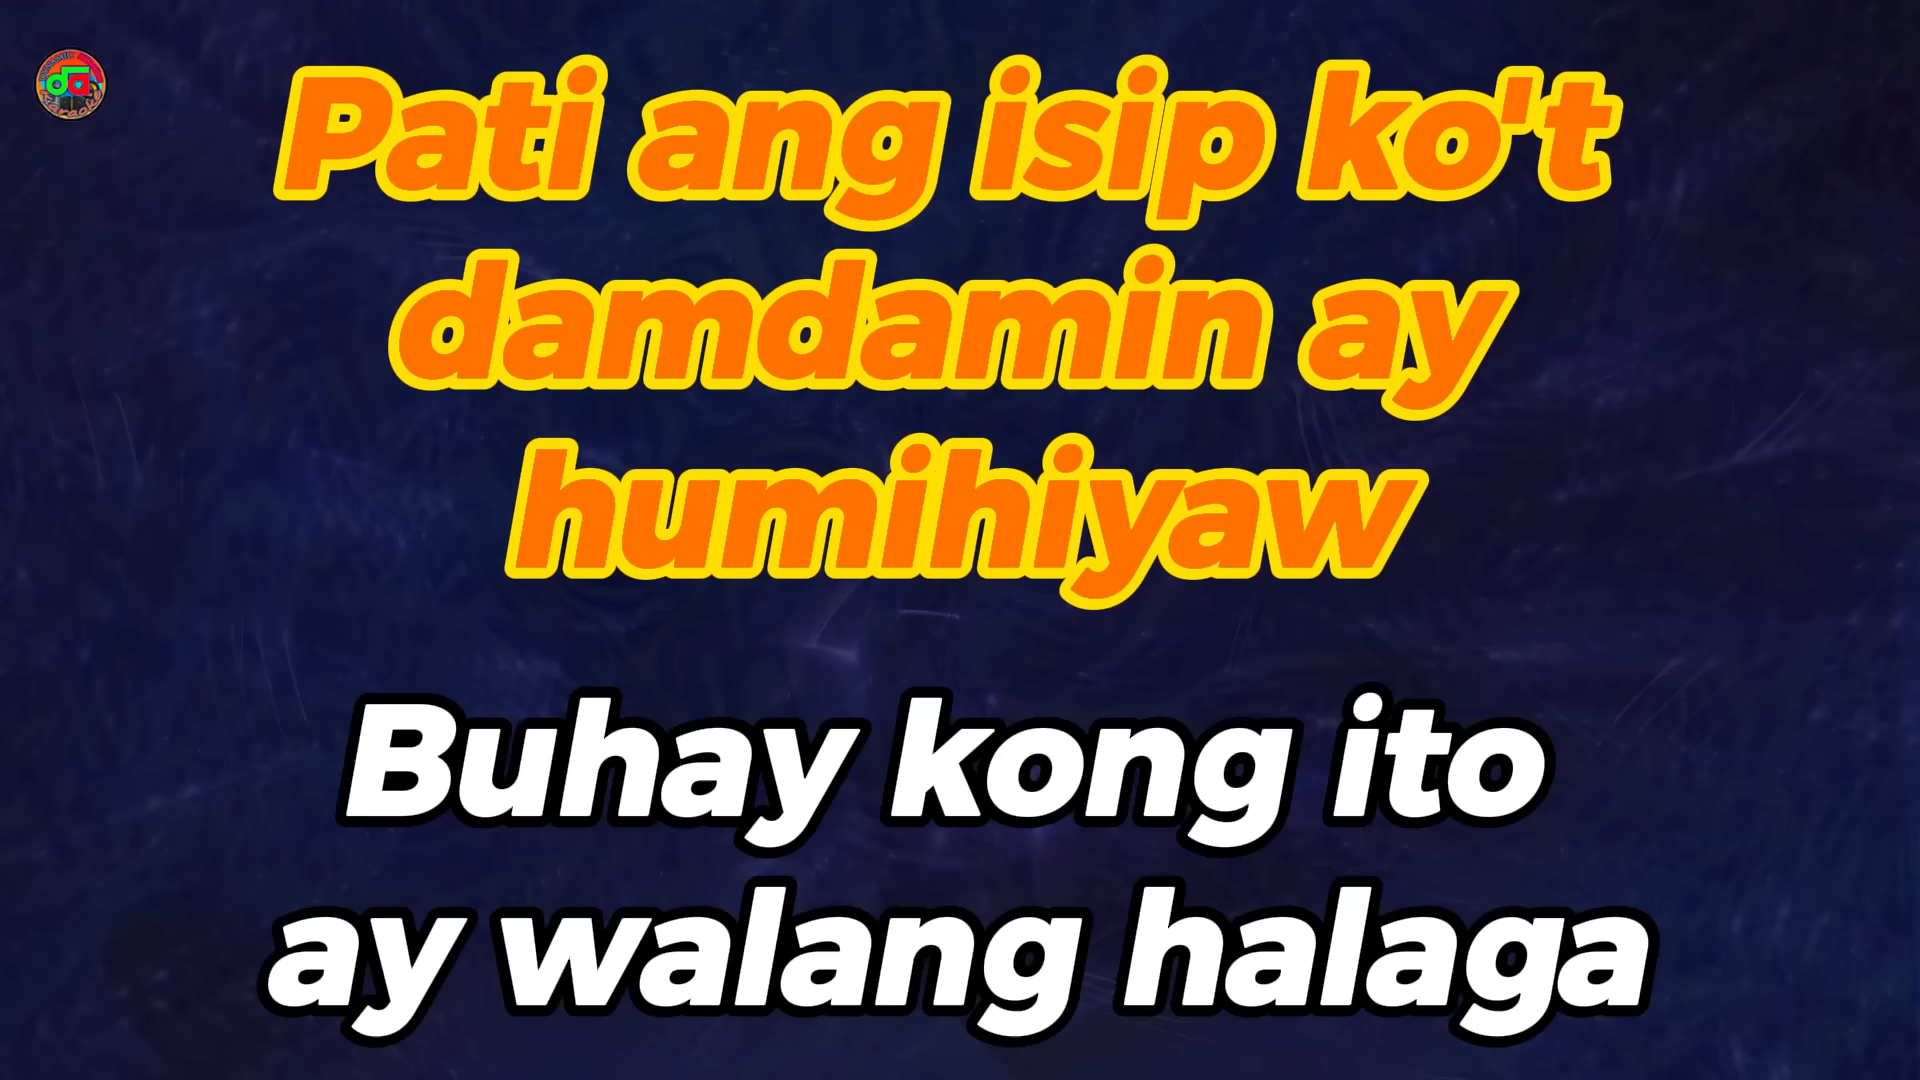 Pati ang isip ko't
damdamin ay
humihiyaw
Buhay kong ito
ay walang halaga